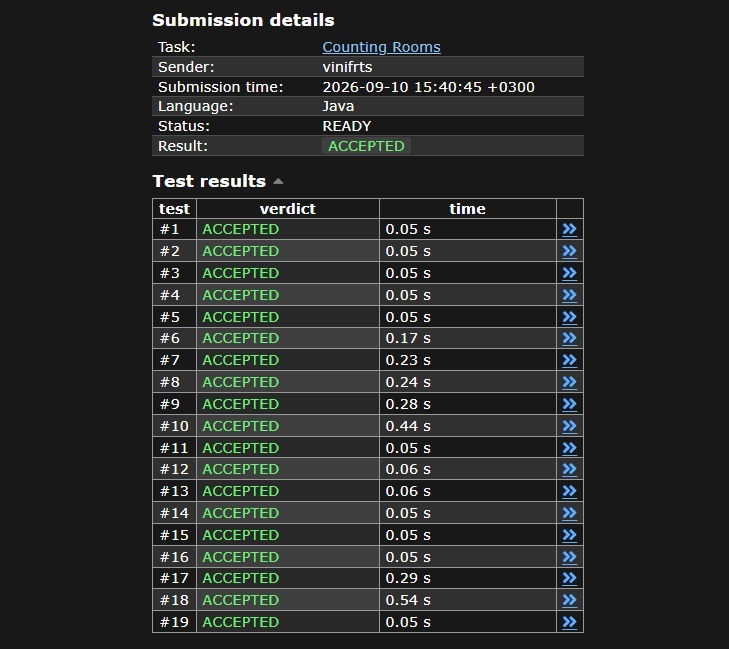 Submission details
Task: Counting Rooms
Sender: vinifrts
Submission time: 2026-09-10 15:40:45 +0300
Language: Java
Status: READY
Result: ACCEPTED
Test results
test verdict time
#1 ACCEPTED 0.05 s
#2 ACCEPTED 0.05 s
#3 ACCEPTED 0.05 s
#4 ACCEPTED 0.05 s
#5 ACCEPTED 0.05 s
#6 ACCEPTED 0.17 s
#7 ACCEPTED 0.23 s
#8 ACCEPTED 0.24 s
#9 ACCEPTED 0.28 s
#10 ACCEPTED 0.44 s
#11 ACCEPTED 0.05 s
#12 ACCEPTED 0.06 s
#13 ACCEPTED 0.06 s
#14 ACCEPTED 0.05 s
#15 ACCEPTED 0.05 s
#16 ACCEPTED 0.05 s
#17 ACCEPTED 0.29 s
#18 ACCEPTED 0.54 s
#19 ACCEPTED 0.05 s